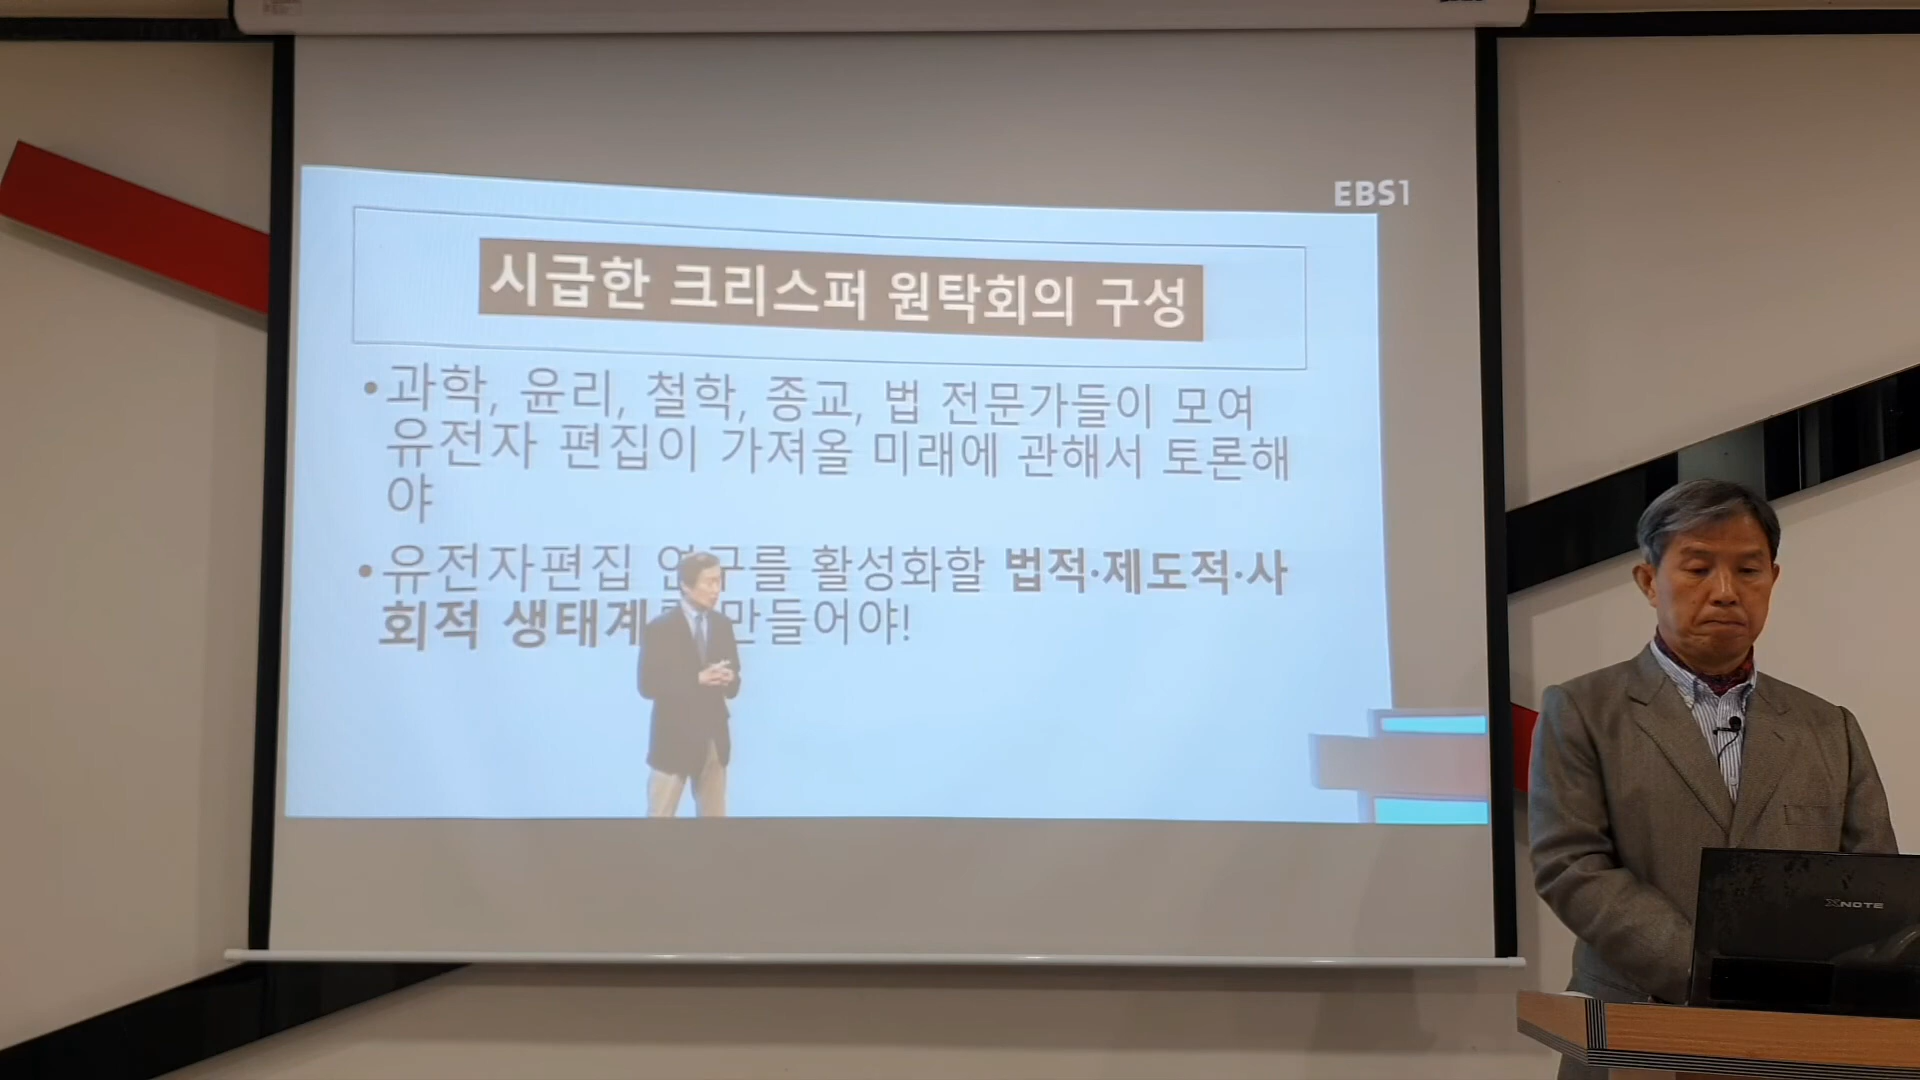 EBS1
시급한 크리스퍼 원탁회의 구성
•과학, 윤리, 철학, 종교, 법 전문가들이 모여
유전자 편집이 가져올 미래에 관해서 토론해
야
•유전자편집 연구를 활성화할 법적·제도적·사
회적 생태계 만들어야!
XNOTE